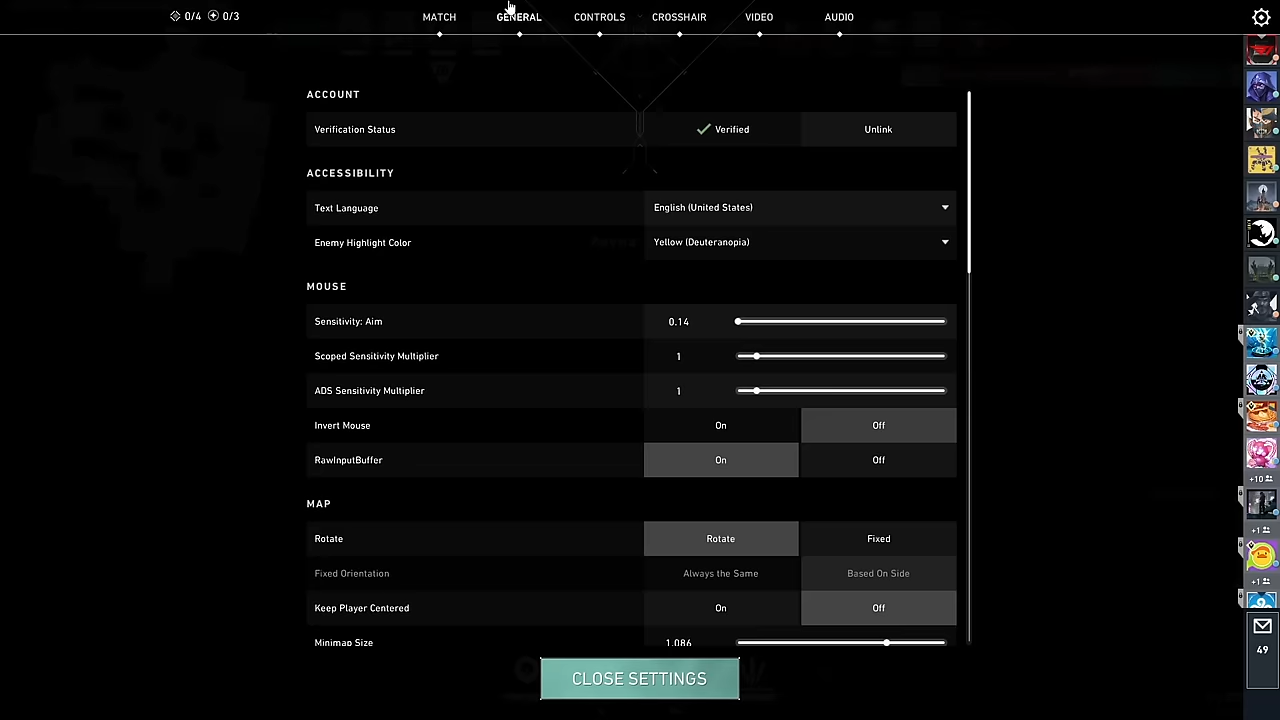 0/4 0/3
MATCH GENERAL CONTROLS CROSSHAIR VIDEO AUDIO
ACCOUNT
Verification Status Verified Unlink
ACCESSIBILITY
Text Language English (United States)
Enemy Highlight Color Yellow (Deuteranopia)
MOUSE
Sensitivity: Aim 0.14
Scoped Sensitivity Multiplier 1
ADS Sensitivity Multiplier 1
Invert Mouse On Off
RawInputBuffer On Off
+10
MAP
+1
Rotate Rotate Fixed
Fixed Orientation Always the Same Based On Side
+1
Keep Player Centered On Off
Minimap Size 1.086
49
CLOSE SETTINGS